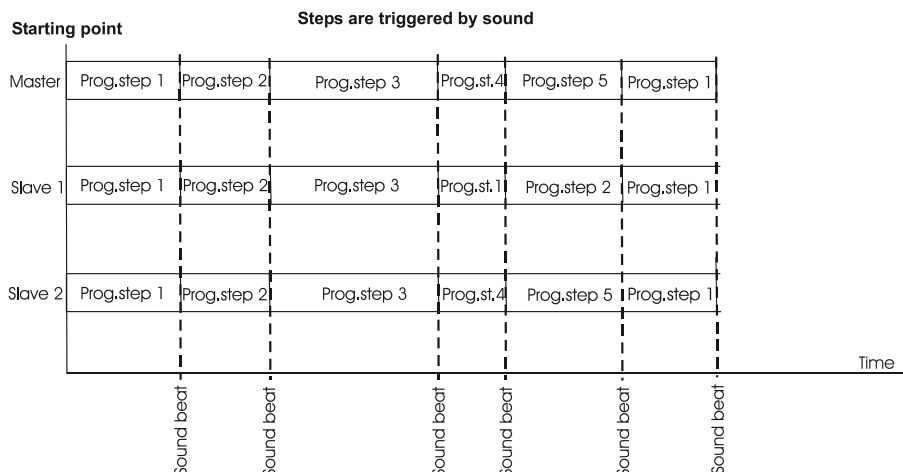 Steps are triggered by sound
Starting point
Master Prog.step 1 Prog.step 2 Prog.step 3 Prog.st.4 Prog.step 5 Prog.step 1
Slave 1 Prog.step 1 Prog.step 2 Prog.step 3 Prog.st.1 Prog.step 2 Prog.step 1
Slave 2 Prog.step 1 Prog.step 2 Prog.step 3 Prog.st.4 Prog.step 5 Prog.step 1
Time
Sound beat Sound beat Sound beat Sound beat Sound beat Sound beat